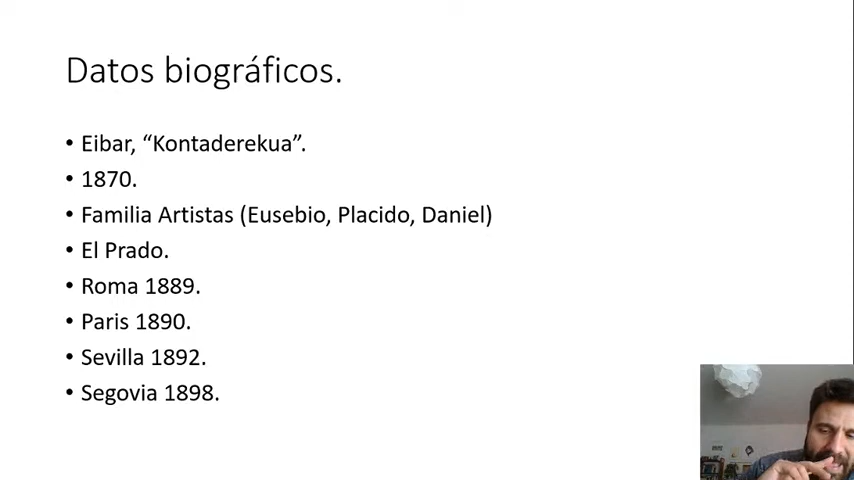 Datos biográficos.
• Eibar, “Kontaderekua”.
• 1870.
• Familia Artistas (Eusebio, Placido, Daniel)
• El Prado.
• Roma 1889.
• Paris 1890.
• Sevilla 1892.
• Segovia 1898.